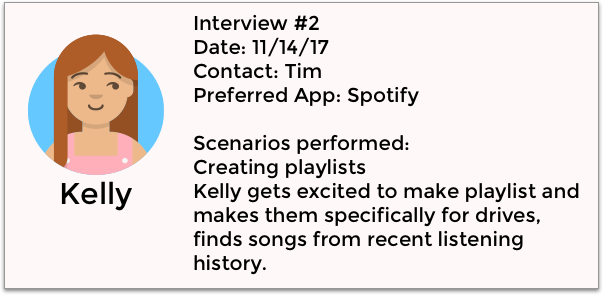 Interview #2
Date: 11/14/17
Contact: Tim
Preferred App: Spotify
Scenarios performed:
Creating playlists
Kelly gets excited to make playlist and
makes them specifically for drives,
finds songs from recent listening
history.
Kelly